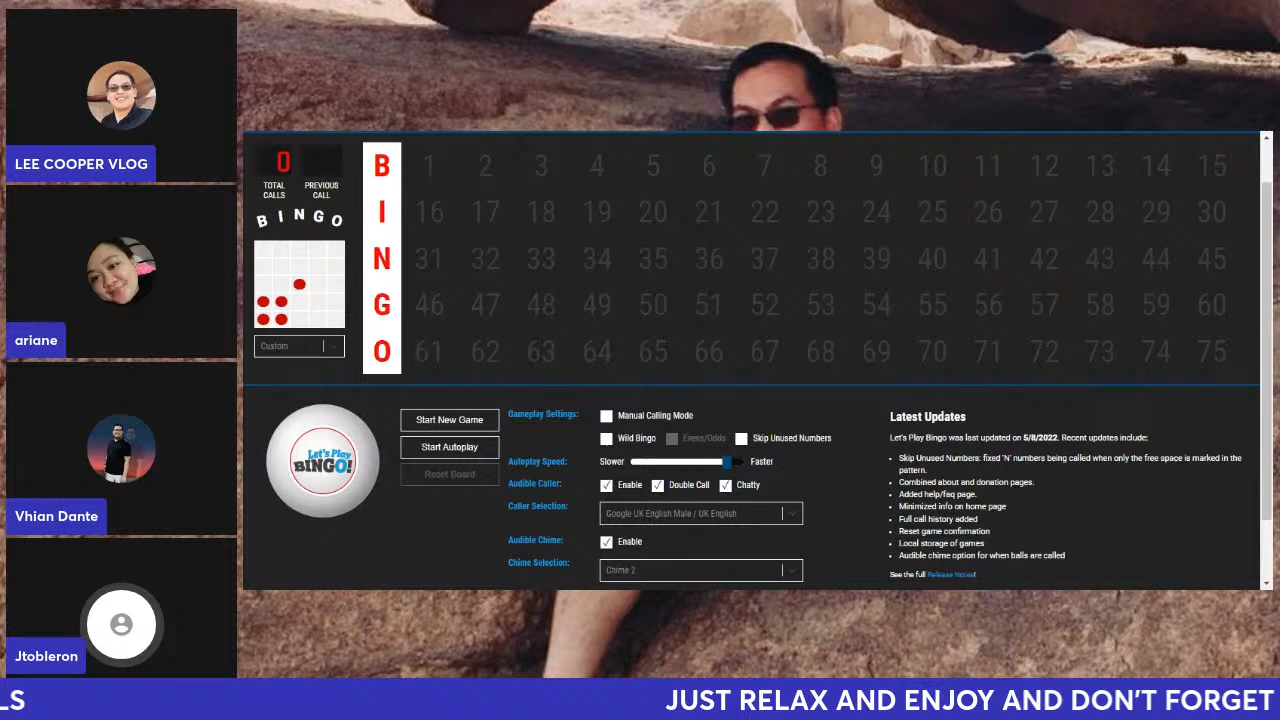 LEE COOPER VLOG
ariane
Vhian Dante
Jtobleron
0
TOTAL CALLS
PREVIOUS CALL
B I N G O
Custom
B 1 2 3 4 5 6 7 8 9 10 11 12 13 14 15
I 16 17 18 19 20 21 22 23 24 25 26 27 28 29 30
N 31 32 33 34 35 36 37 38 39 40 41 42 43 44 45
G 46 47 48 49 50 51 52 53 54 55 56 57 58 59 60
O 61 62 63 64 65 66 67 68 69 70 71 72 73 74 75
Let's Play
BINGO!
Start New Game
Start Autoplay
Reset Board
Gameplay Settings:
Manual Calling Mode
Wild Bingo Evens/Odds Skip Unused Numbers
Autoplay Speed: Slower Faster
Audible Caller: Enable Double Call Chatty
Caller Selection:
Google UK English Male / UK English
Audible Chime: Enable
Chime Selection:
Chime 2
Latest Updates
Let's Play Bingo was last updated on 5/8/2022. Recent updates include:
Skip Unused Numbers: fixed 'N' numbers being called when only the free space is marked in the
pattern.
Combined about and donation pages.
Added help/faq page.
Minimized info on home page
Full call history added
Reset game confirmation
Local storage of games
Audible chime option for when balls are called
See the full Release Notes!
LS JUST RELAX AND ENJOY AND DON'T FORGET